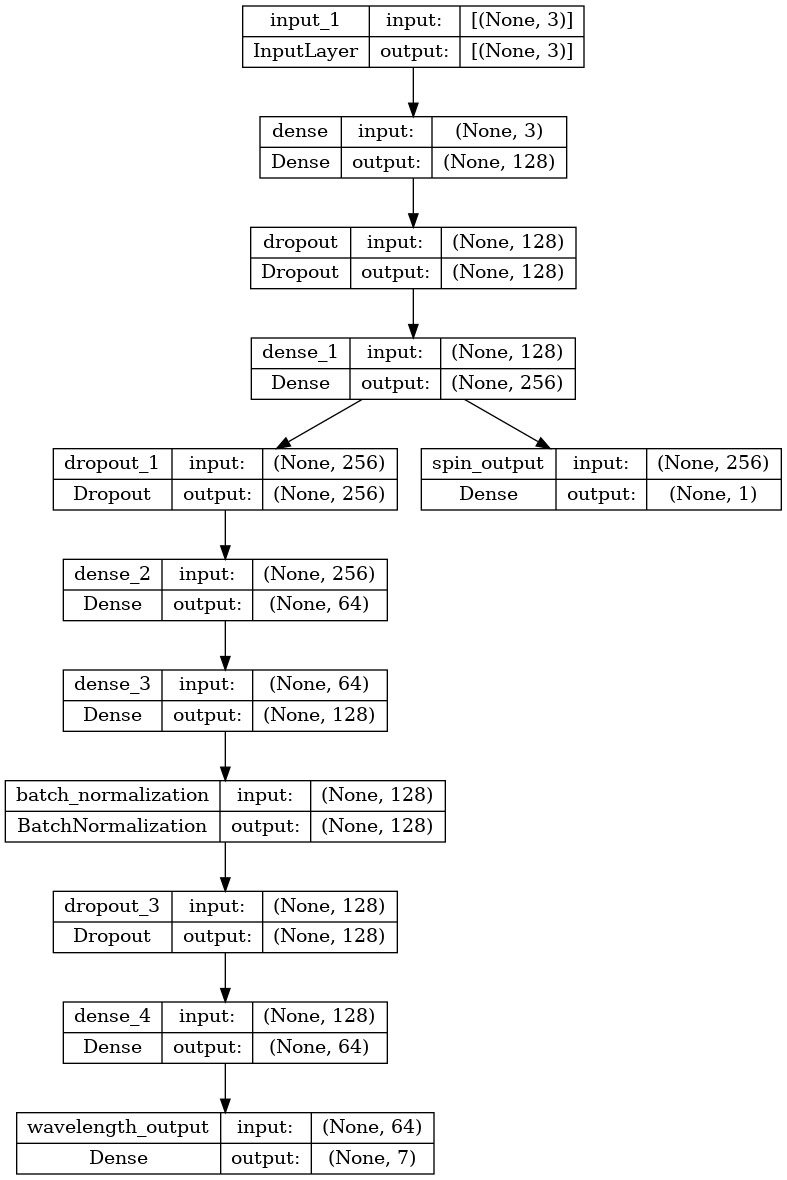 input_1 input: [(None, 3)]
InputLayer output: [(None, 3)]
dense input: (None, 3)
Dense output: (None, 128)
dropout input: (None, 128)
Dropout output: (None, 128)
dense_1 input: (None, 128)
Dense output: (None, 256)
dropout_1 input: (None, 256)
Dropout output: (None, 256)
spin_output input: (None, 256)
Dense output: (None, 1)
dense_2 input: (None, 256)
Dense output: (None, 64)
dense_3 input: (None, 64)
Dense output: (None, 128)
batch_normalization input: (None, 128)
BatchNormalization output: (None, 128)
dropout_3 input: (None, 128)
Dropout output: (None, 128)
dense_4 input: (None, 128)
Dense output: (None, 64)
wavelength_output input: (None, 64)
Dense output: (None, 7)